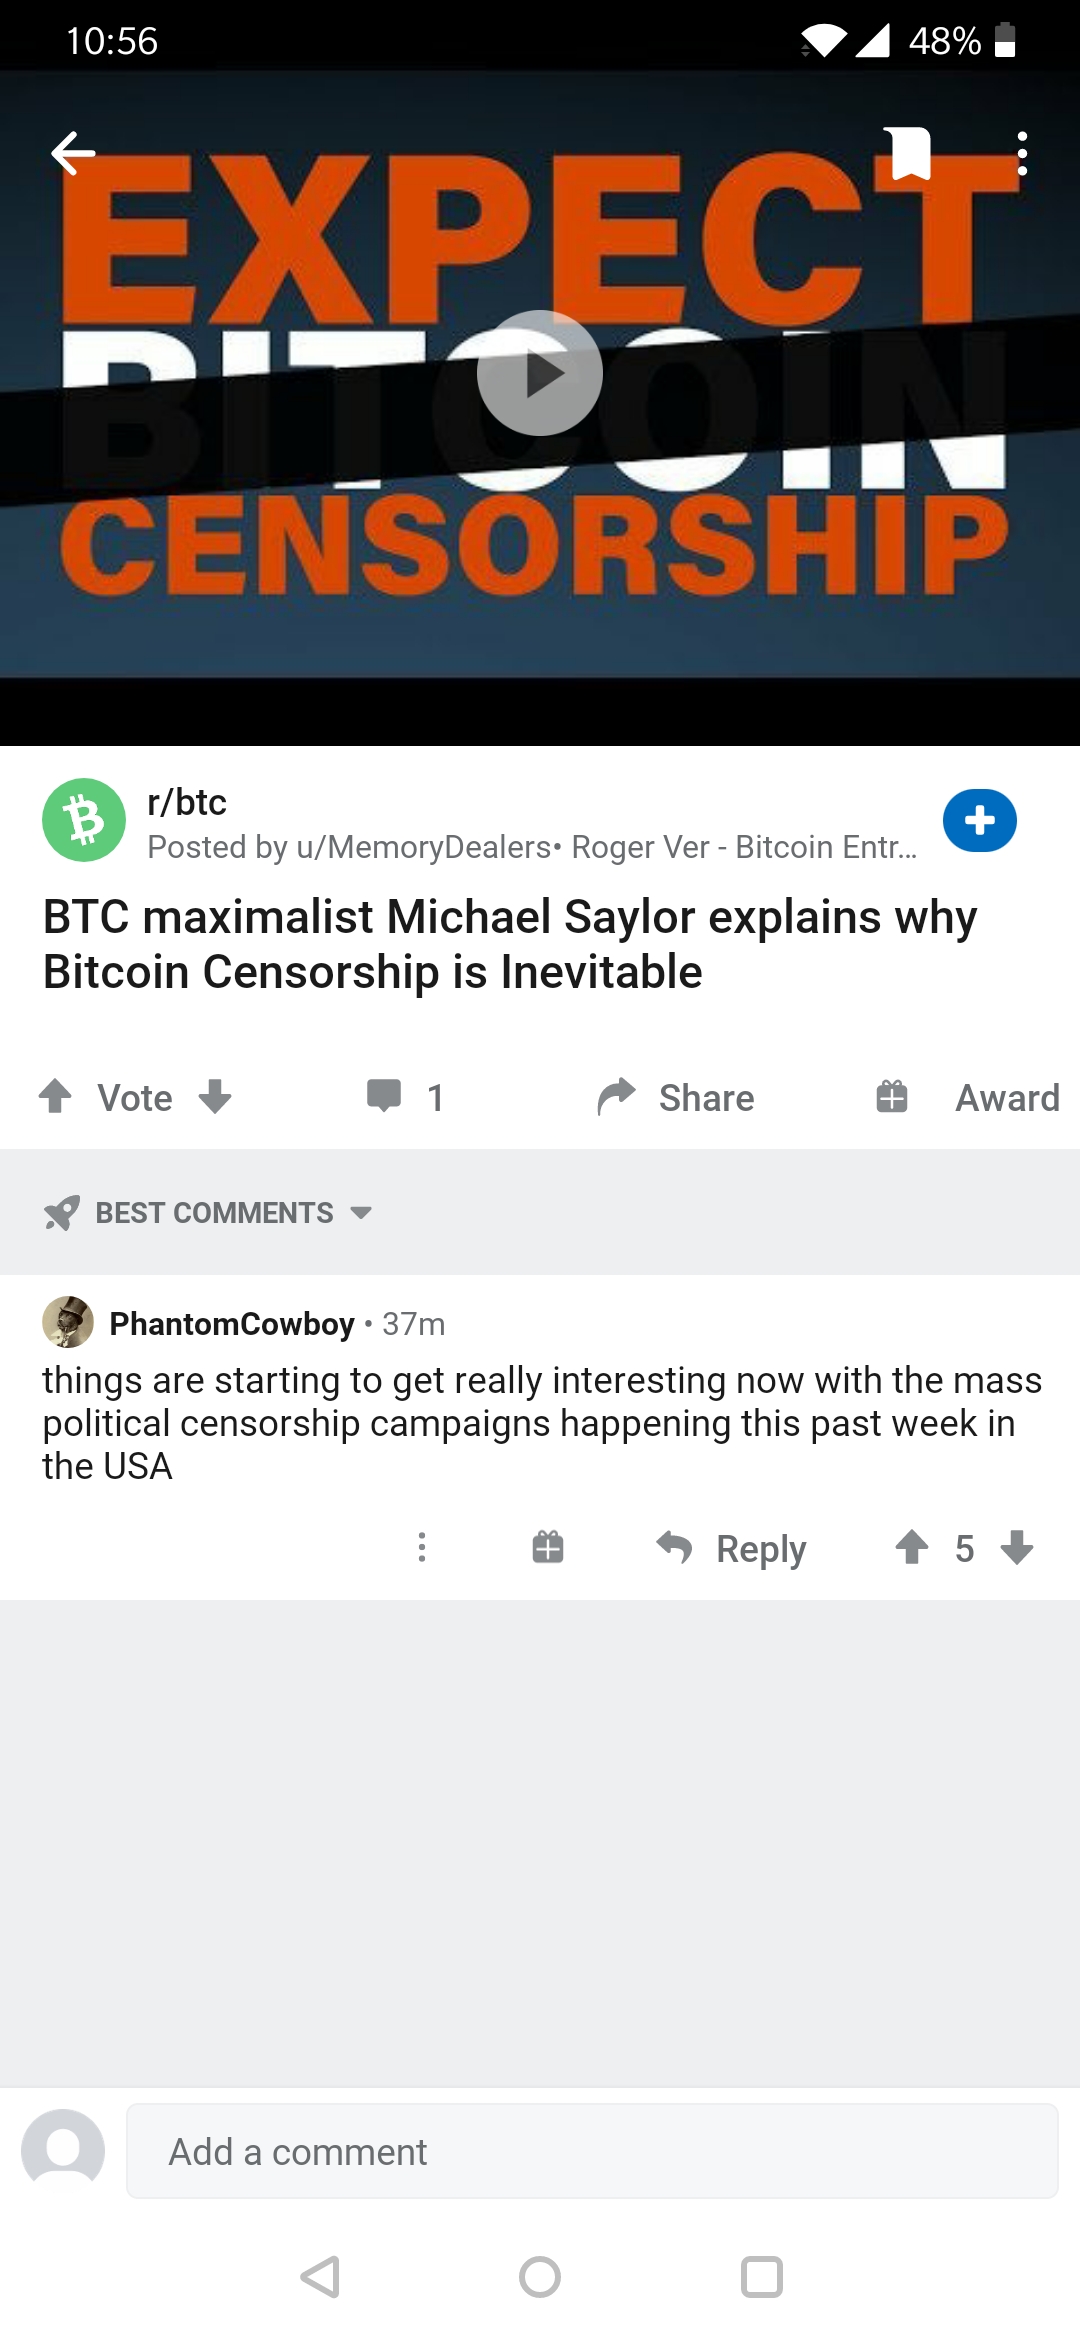 10:56
48%
EXPECT
BITCOIN
CENSORSHIP
r/btc
Posted by u/MemoryDealers• Roger Ver - Bitcoin Entr...
BTC maximalist Michael Saylor explains why
Bitcoin Censorship is Inevitable
Vote 1 Share Award
BEST COMMENTS
PhantomCowboy • 37m
things are starting to get really interesting now with the mass
political censorship campaigns happening this past week in
the USA
Reply 5
Add a comment